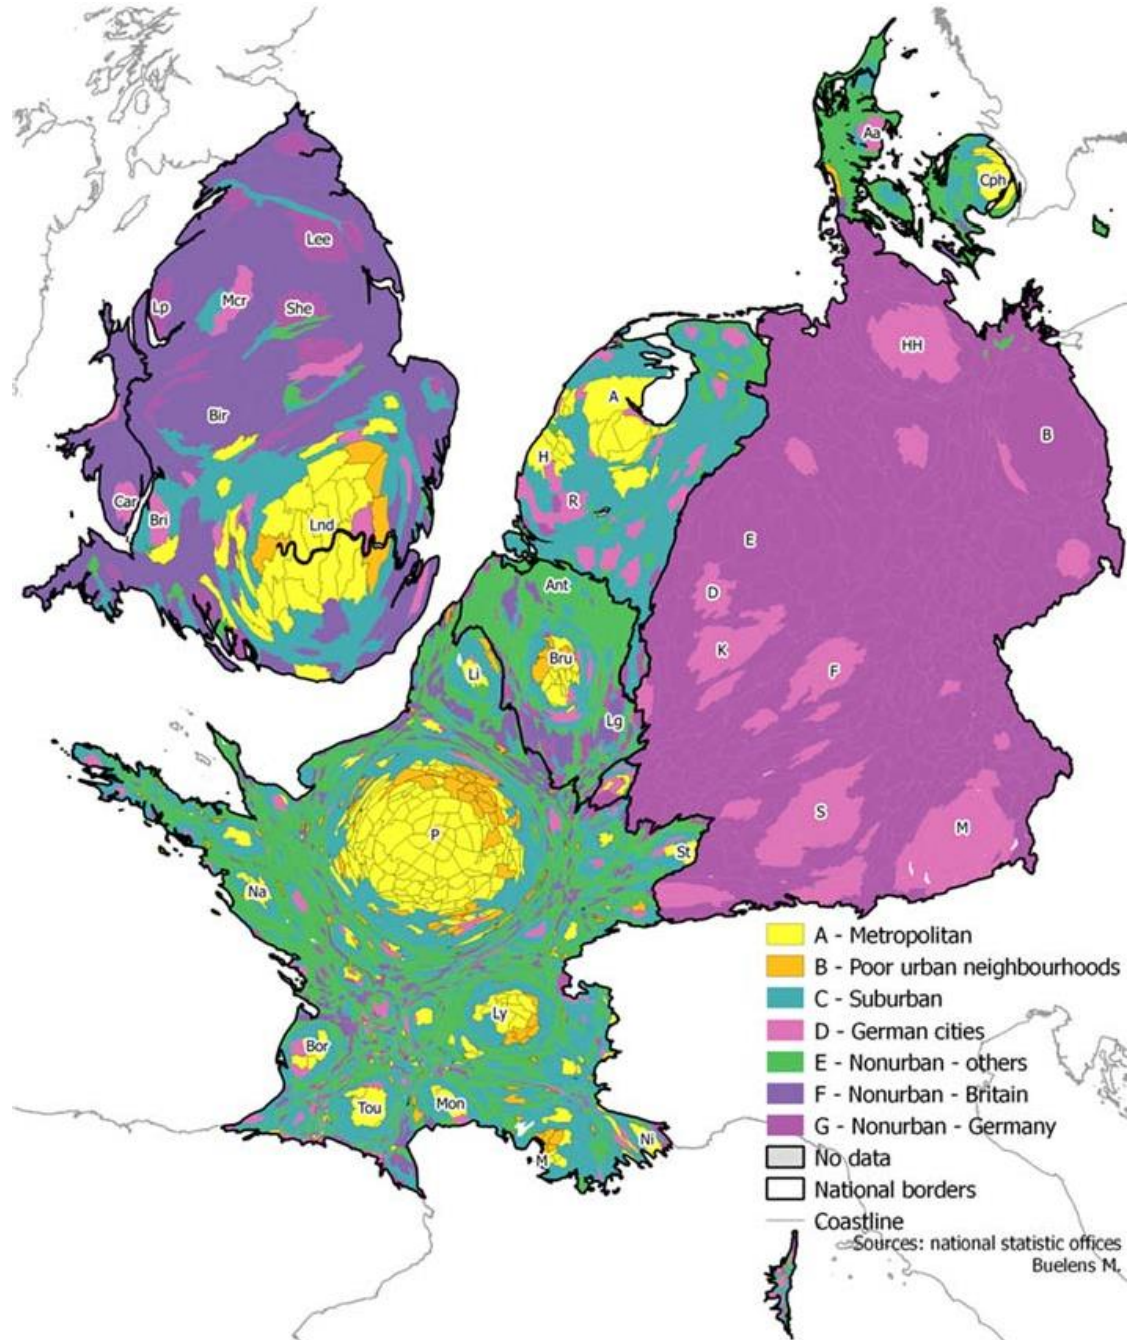 Aa
Cph
Lee
Lp
Mcr
She
HH
Bir
A
B
H
Car
R
Bri
Lnd
E
Ant
D
Bru
K
Li
F
Lg
S
M
P
St
Na
A - Metropolitan
B - Poor urban neighbourhoods
C - Suburban
Ly
D - German cities
Bor
E - Nonurban - others
F - Nonurban - Britain
Tou
Mon
G - Nonurban - Germany
Ni
M
No data
National borders
Coastline
Sources: national statistic offices
Buelens M.